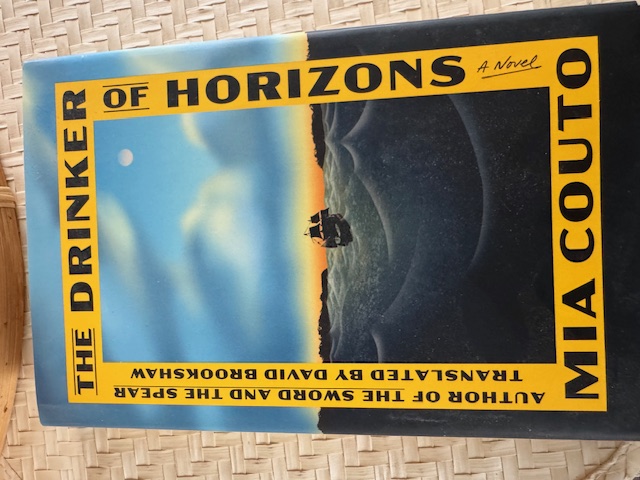 THE DRINKER
OF HORIZONS
A Novel
MIA COUTO
AUTHOR OF THE SWORD AND THE SPEAR
TRANSLATED BY DAVID BROOKSHAW